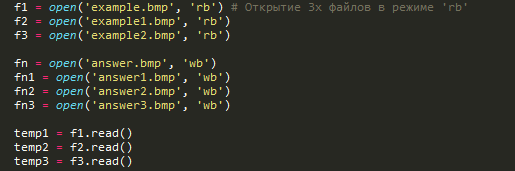 f1 = open('example.bmp', 'rb') # Открытие 3х файлов в режиме 'rb'
f2 = open('example1.bmp', 'rb')
f3 = open('example2.bmp', 'rb')
fn = open('answer.bmp', 'wb')
fn1 = open('answer1.bmp', 'wb')
fn2 = open('answer2.bmp', 'wb')
fn3 = open('answer3.bmp', 'wb')
temp1 = f1.read()
temp2 = f2.read()
temp3 = f3.read()